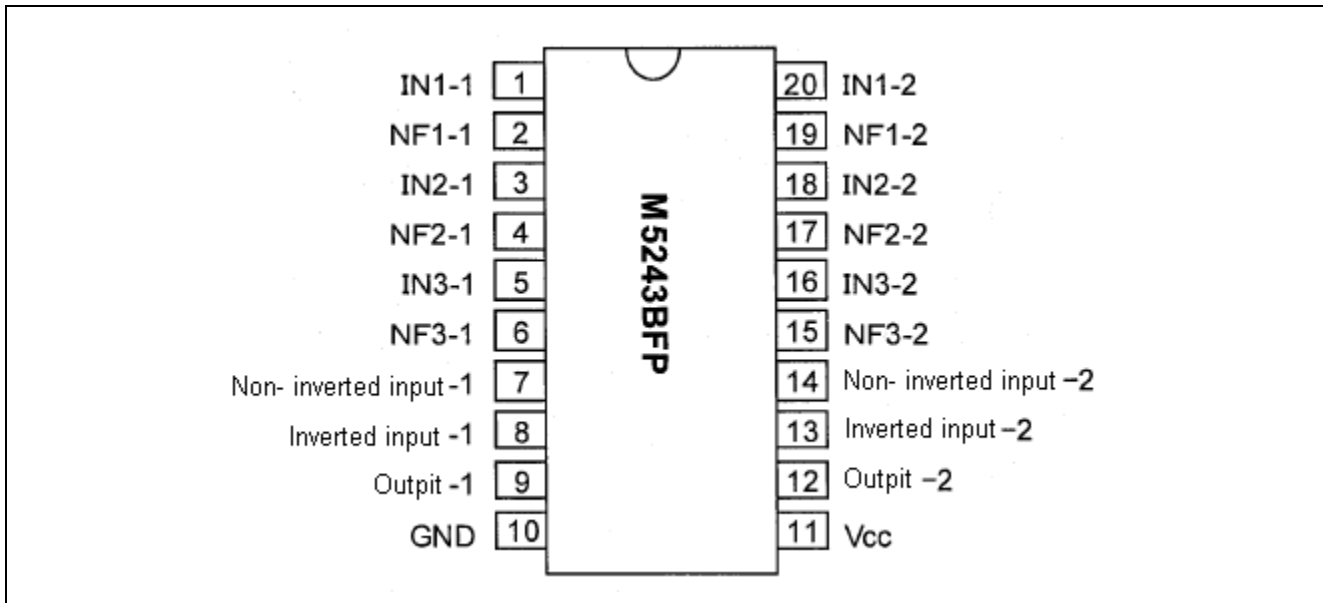 IN1-1 1 20 IN1-2
NF1-1 2 19 NF1-2
IN2-1 3 18 IN2-2
NF2-1 4 17 NF2-2
IN3-1 5 16 IN3-2
NF3-1 6 15 NF3-2
Non- inverted input -1 7 14 Non- inverted input -2
Inverted input -1 8 13 Inverted input -2
Outpit -1 9 12 Outpit -2
GND 10 11 Vcc
M5243BFP